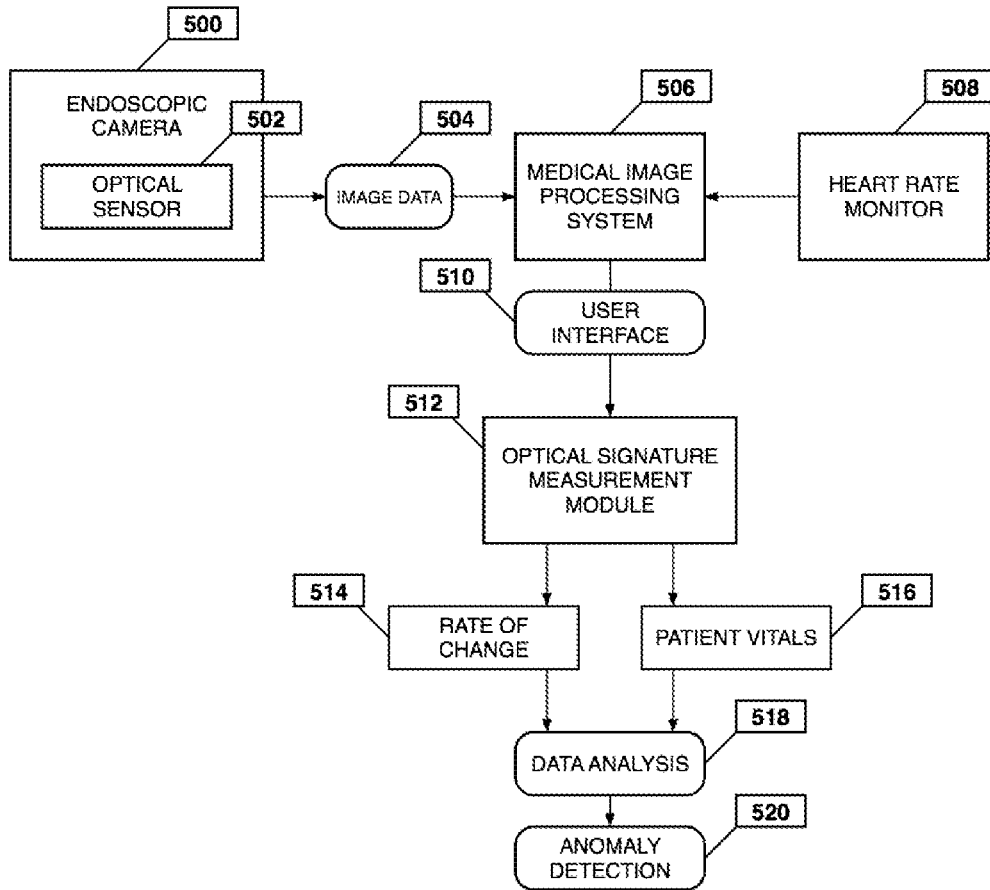 500
ENDOSCOPIC
CAMERA
502
OPTICAL
SENSOR
504
IMAGE DATA
506
MEDICAL IMAGE
PROCESSING
SYSTEM
508
HEART RATE
MONITOR
510
USER
INTERFACE
512
OPTICAL SIGNATURE
MEASUREMENT
MODULE
514
RATE OF
CHANGE
516
PATIENT VITALS
518
DATA ANALYSIS
520
ANOMALY
DETECTION